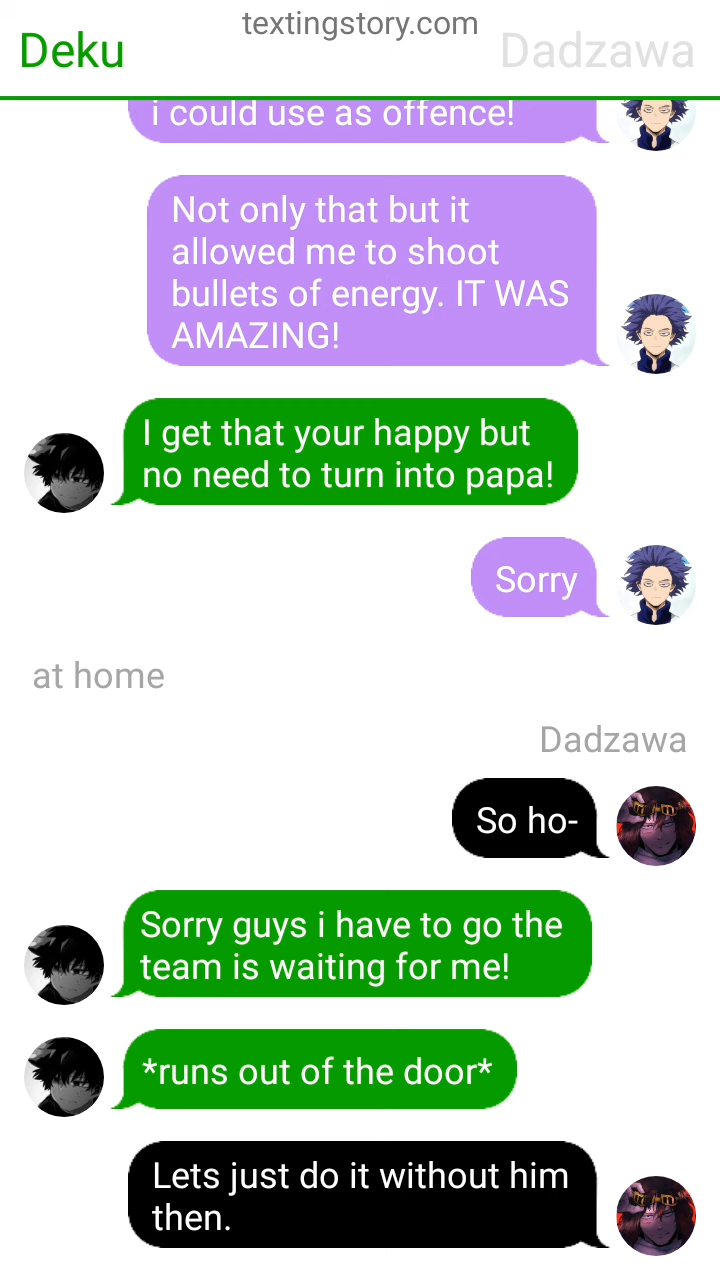 textingstory.com
Deku
Dadzawa
i could use as offence!
Not only that but it
allowed me to shoot
bullets of energy. IT WAS
AMAZING!
I get that your happy but
no need to turn into papa!
Sorry
at home
Dadzawa
So ho-
Sorry guys i have to go the
team is waiting for me!
*runs out of the door*
Lets just do it without him
then.